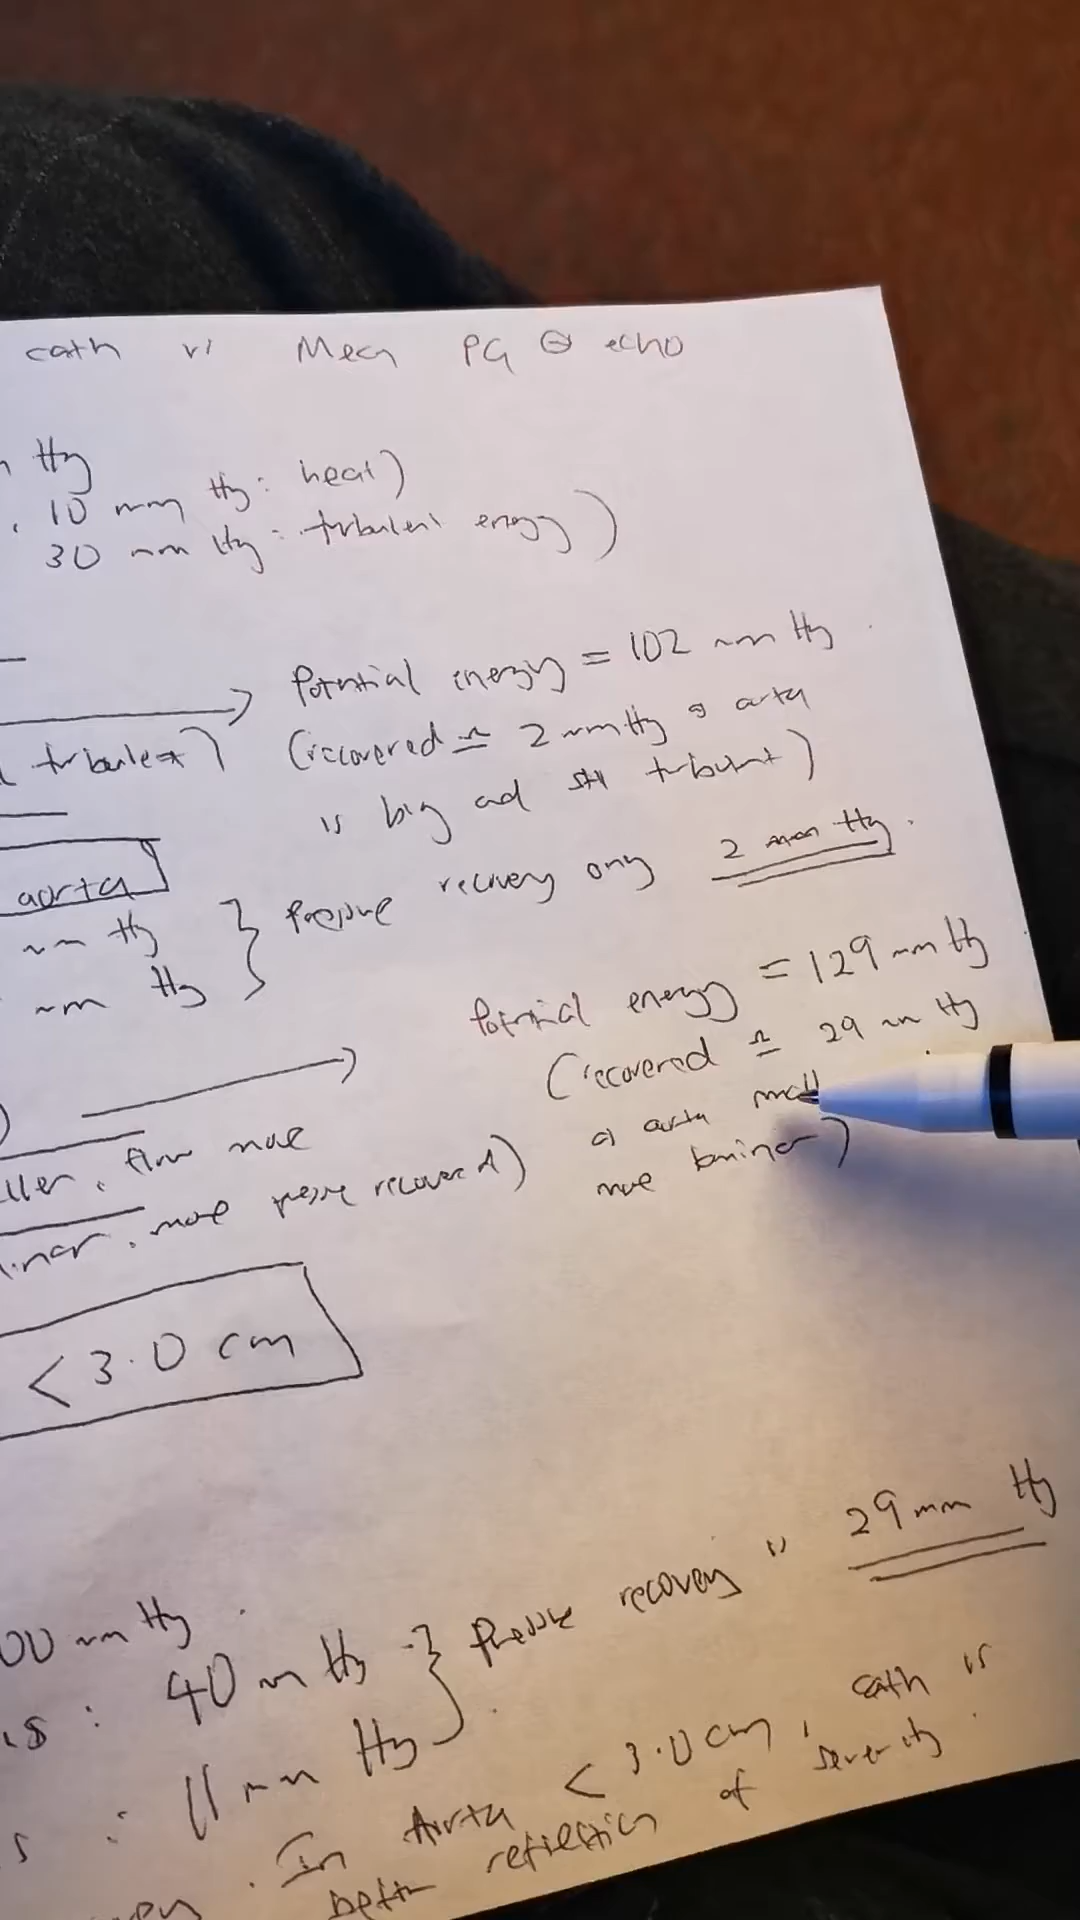 cath v/ Mean PG @ echo
Hg
10 mm Hg: heat)
30 mm Hg: turbulent energy)
Potential energy = 102 mm Hg
(recovered ≏ 2 mmHg aorta
is big and still turbulent)
aorta
mm Hg
mm Hg
} Pressure recovery only 2 mm Hg.
Potential energy = 129 mm Hg
(recovered ≏ 29 mm Hg
aorta small
more laminar)
ller, flow more
inar, more pressure recovered)
< 3.0 cm
00 mm Hg.
: 40 mm Hg
: 11 mm Hg
} Pressure recovery is 29 mm Hg
In Aorta < 3.0 cm, cath is
better reflection of severity.